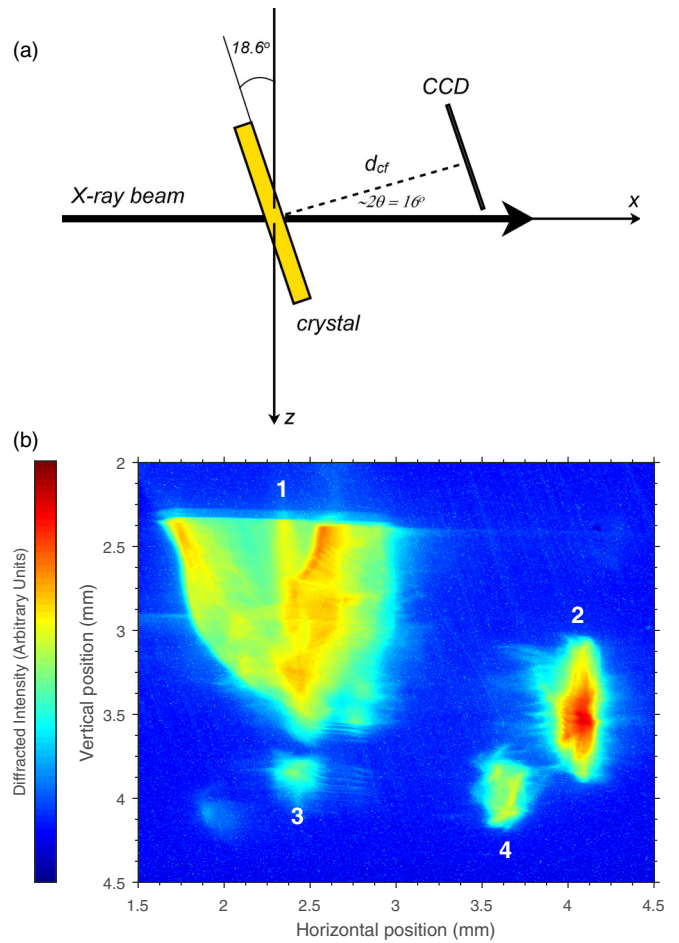 (a)
18.6°
CCD
d_cf
X-ray beam
~2θ = 16°
x
crystal
z
(b)
Diffracted Intensity (Arbitrary Units)
Vertical position (mm)
2
2.5
3
3.5
4
4.5
1
2
3
4
1.5
2
2.5
3
3.5
4
4.5
Horizontal position (mm)